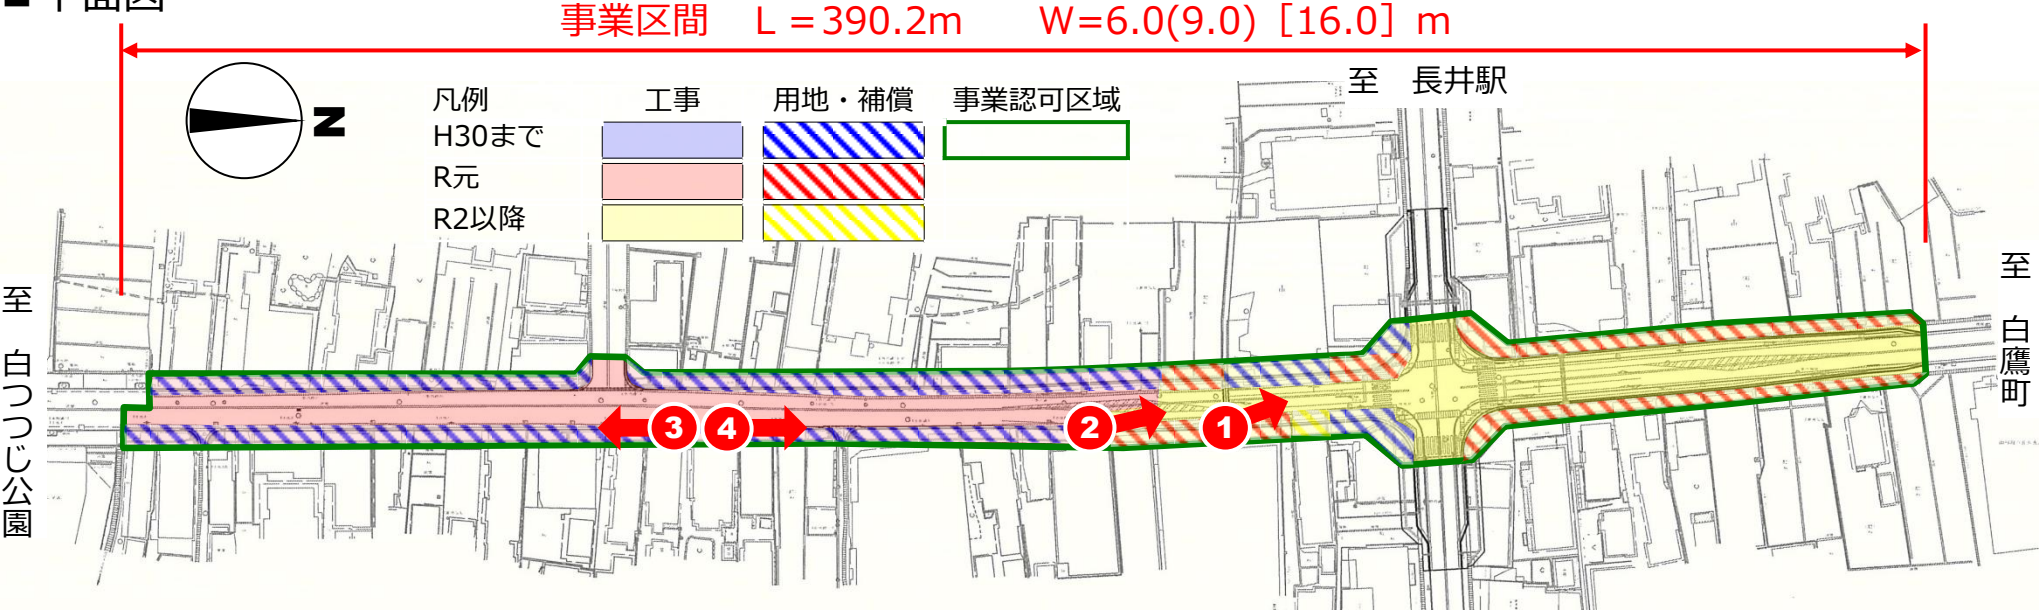 ■平面図
事業区間　L＝390.2m　W=6.0(9.0)［16.0］m
N
凡例　工事　用地・補償　事業認可区域
H30まで
R元
R2以降
至　長井駅
至　白つつじ公園
至　白鷹町
3
4
2
1